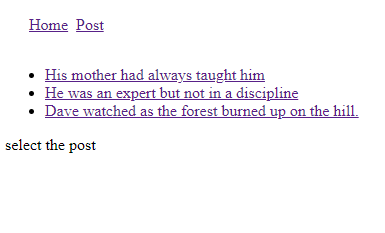 Home Post
His mother had always taught him
He was an expert but not in a discipline
Dave watched as the forest burned up on the hill.
select the post